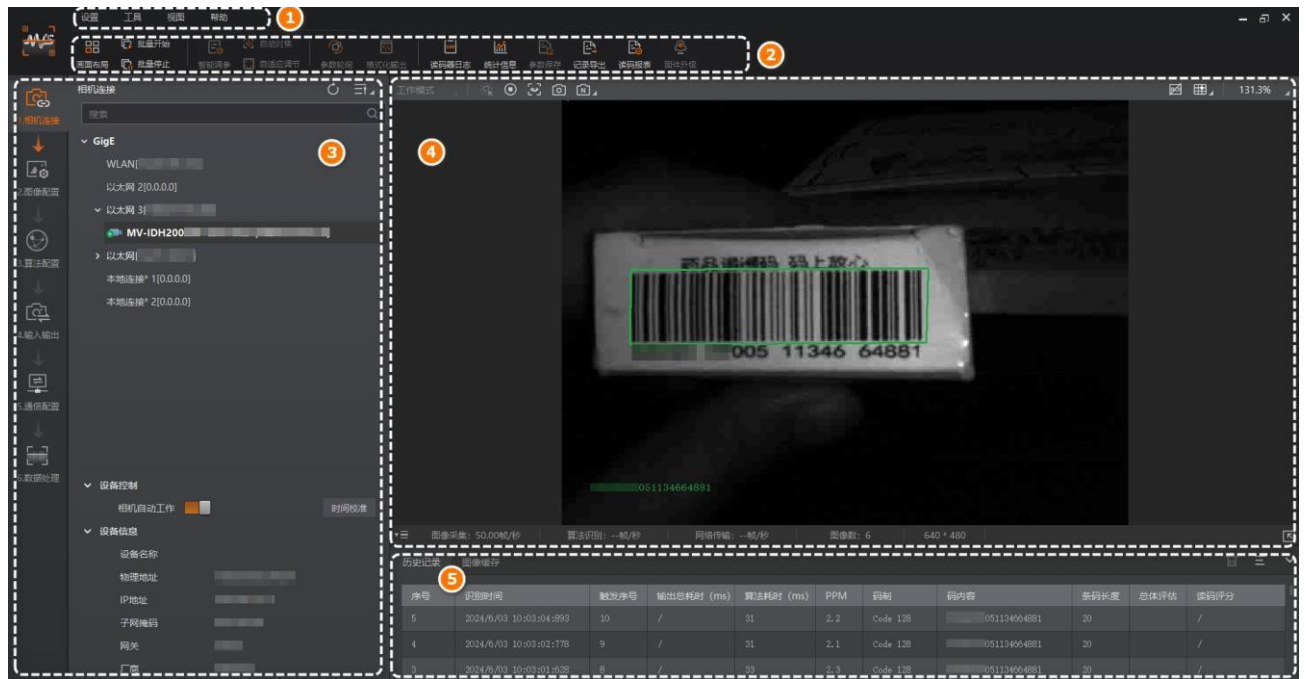 设置 工具 视图 帮助 1
画面布局 批量开始 批量停止 智能调参 自动对焦 自适应调节 参数轮询 格式化输出 读码器日志 统计信息 参数保存 记录导出 读码报表 固件升级 2
1.相机连接
2.图像配置
3.算法配置
4.输入输出
5.通信配置
6.数据处理
相机连接
搜索
GigE 3
WLAN[
以太网 2[0.0.0.0]
以太网 3[
MV-IDH200
以太网[
本地连接* 1[0.0.0.0]
本地连接* 2[0.0.0.0]
设备控制
相机自动工作 时间校准
设备信息
设备名称
物理地址
IP地址
子网掩码
网关
厂商
工作模式 131.3%
4
药品追溯码 码上放心
005 11346 64881
051134664881
图像采集: 50.00帧/秒 算法识别: --帧/秒 网络传输: --帧/秒 图像数: 6 640 * 480
历史记录 图像缓存
5
序号 识别时间 触发序号 输出总耗时 (ms) 算法耗时 (ms) PPM 码制 码内容 条码长度 总体评估 读码评分
5 2024/6/03 10:03:04:893 10 / 31 2.2 Code 128 051134664881 20 /
4 2024/6/03 10:03:02:778 9 / 31 2.1 Code 128 051134664881 20 /
3 2024/6/03 10:03:01:628 8 / 33 2.3 Code 128 051134664881 20 /